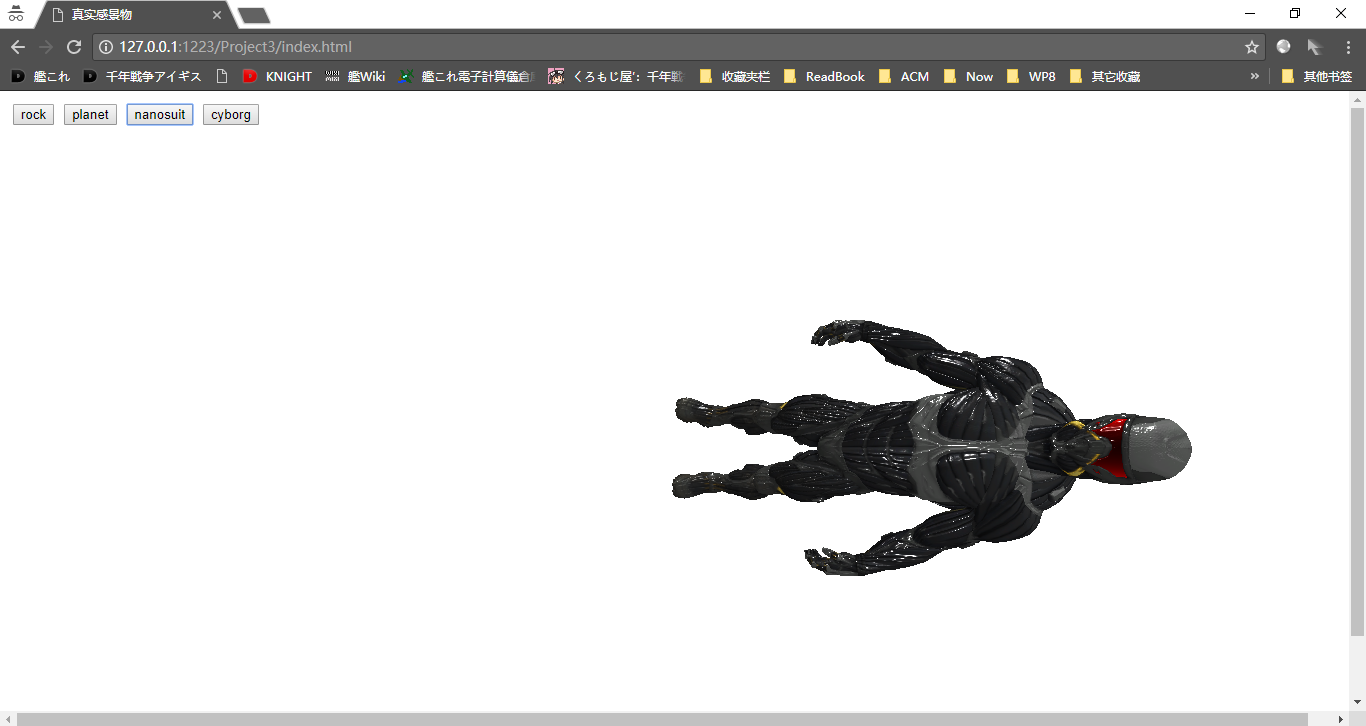 真实感景物
127.0.0.1:1223/Project3/index.html
艦これ 千年戦争アイギス KNIGHT 艦Wiki 艦これ電子計算儀倉 くろもじ屋’: 千年戦 收藏夹栏 ReadBook ACM Now WP8 其它收藏 » 其他书签
rock planet nanosuit cyborg